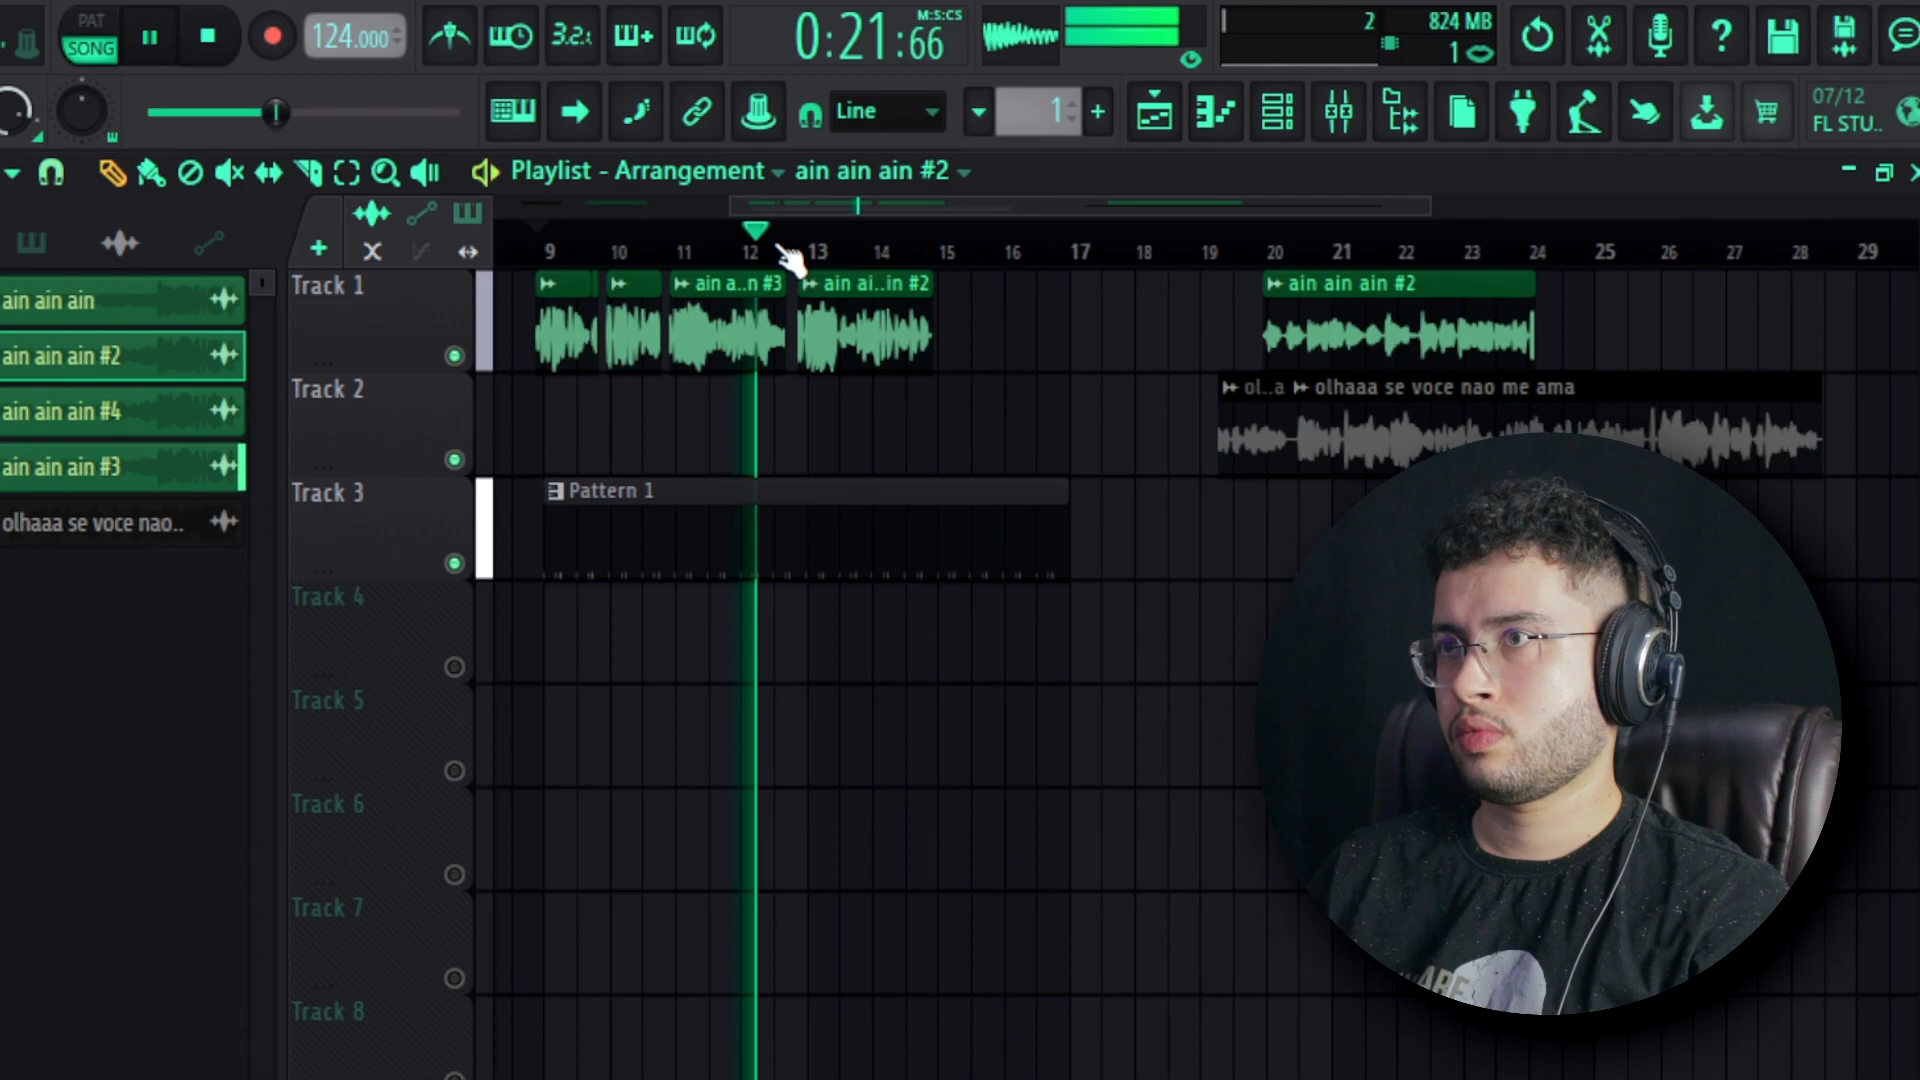 PAT
SONG
124.000
3.2.
0:21:66
M:S:CS
2
824 MB
1
Line
1
07/12
FL STU..
Playlist - Arrangement
ain ain ain #2
9 10 11 12 13 14 15 16 17 18 19 20 21 22 23 24 25 26 27 28 29
ain ain ain
ain ain ain #2
ain ain ain #4
ain ain ain #3
olhaaa se voce nao..
Track 1
ain a..n #3
ain ai..in #2
ain ain ain #2
Track 2
ol..a
olhaaa se voce nao me ama
Track 3
Pattern 1
Track 4
Track 5
Track 6
Track 7
Track 8